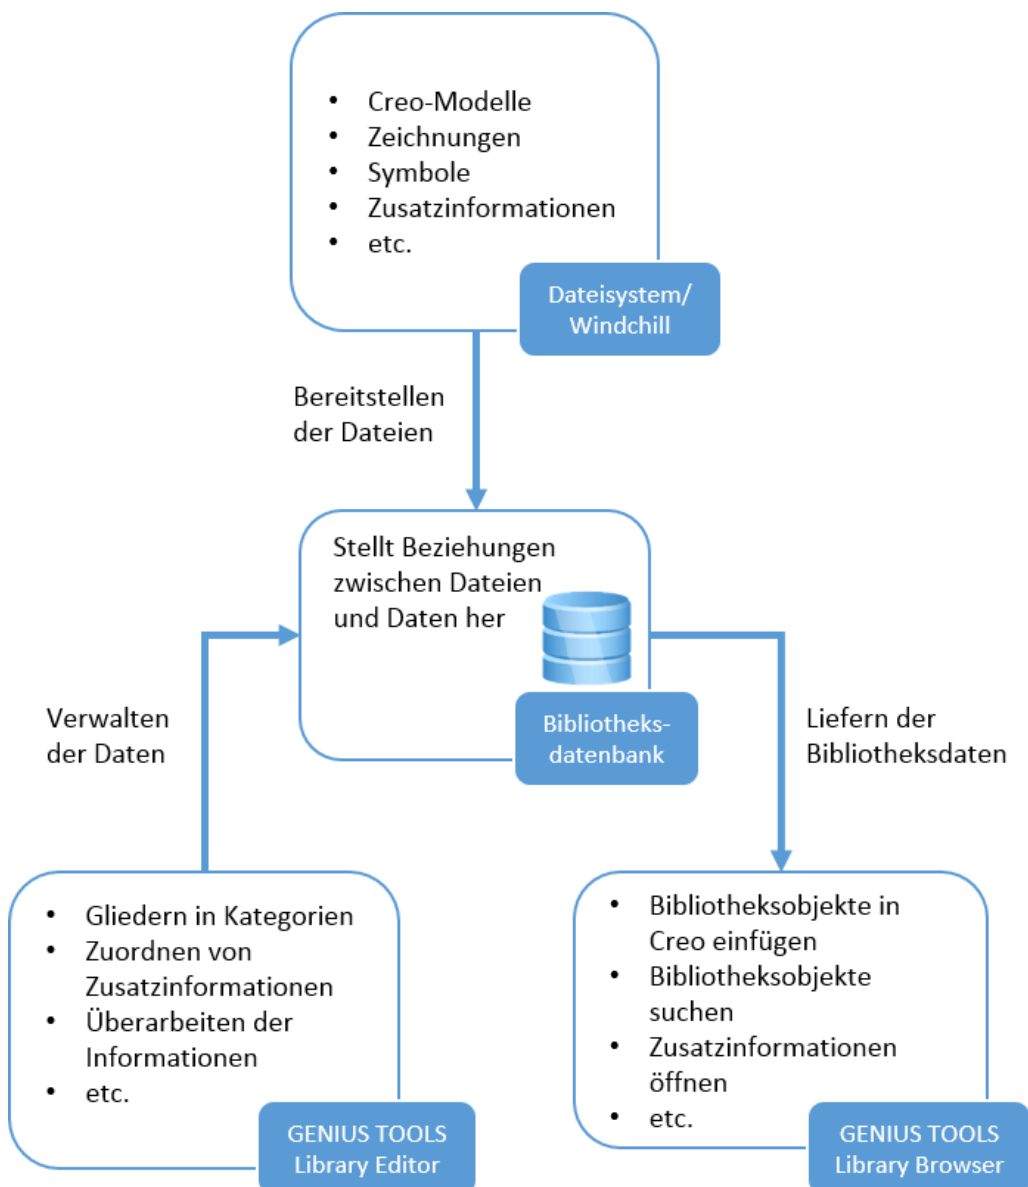 • Creo-Modelle
• Zeichnungen
• Symbole
• Zusatzinformationen
• etc.
Dateisystem/
Windchill
Bereitstellen
der Dateien
Stellt Beziehungen
zwischen Dateien
und Daten her
Bibliotheks-
datenbank
Verwalten
der Daten
Liefern der
Bibliotheksdaten
• Gliedern in Kategorien
• Zuordnen von
Zusatzinformationen
• Überarbeiten der
Informationen
• etc.
GENIUS TOOLS
Library Editor
• Bibliotheksobjekte in
Creo einfügen
• Bibliotheksobjekte
suchen
• Zusatzinformationen
öffnen
• etc.
GENIUS TOOLS
Library Browser